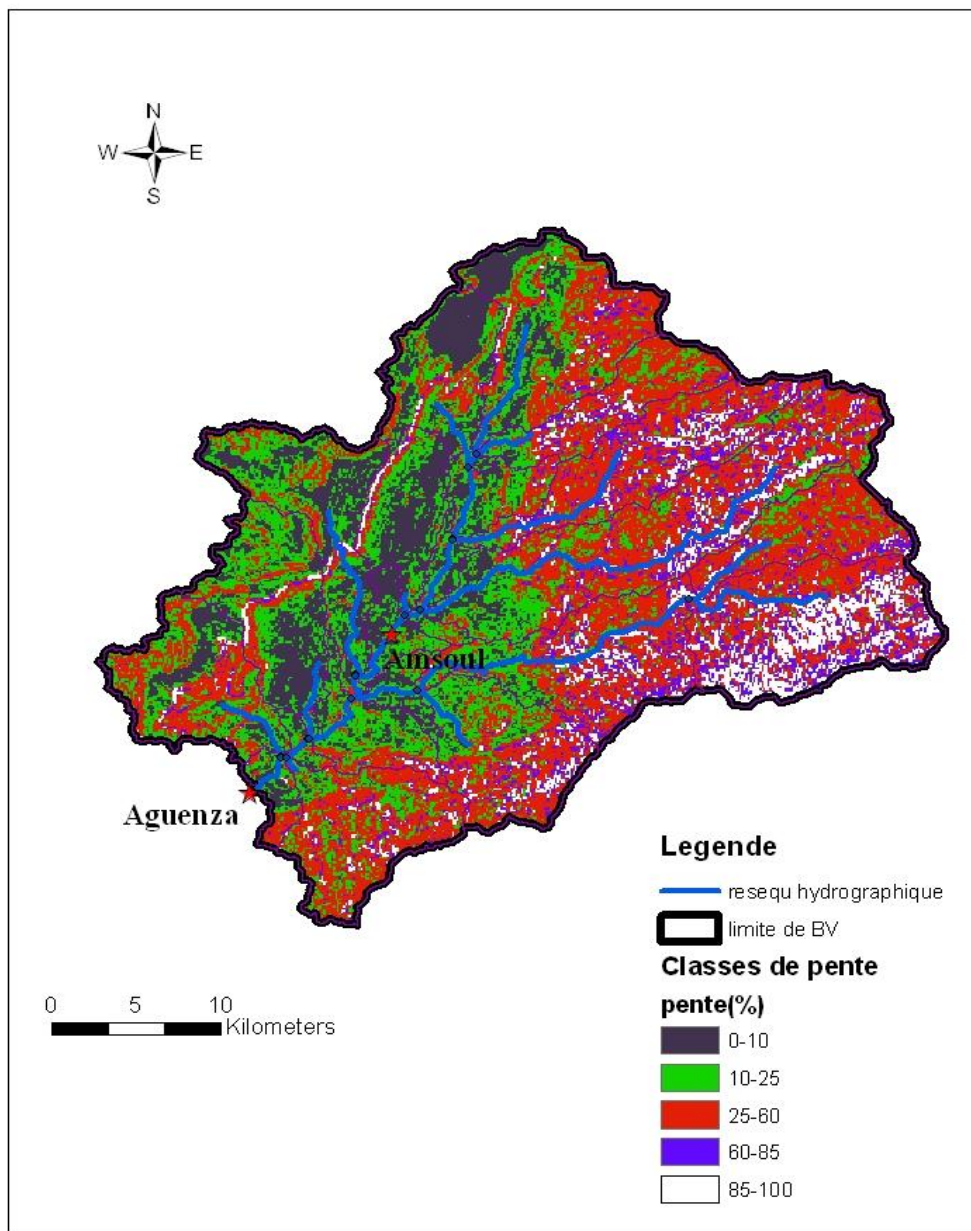 N
W E
S
Amsoul
Aguenza
Legende
resequ hydrographique
limite de BV
Classes de pente
pente(%)
0-10
10-25
25-60
60-85
85-100
0 5 10
Kilometers